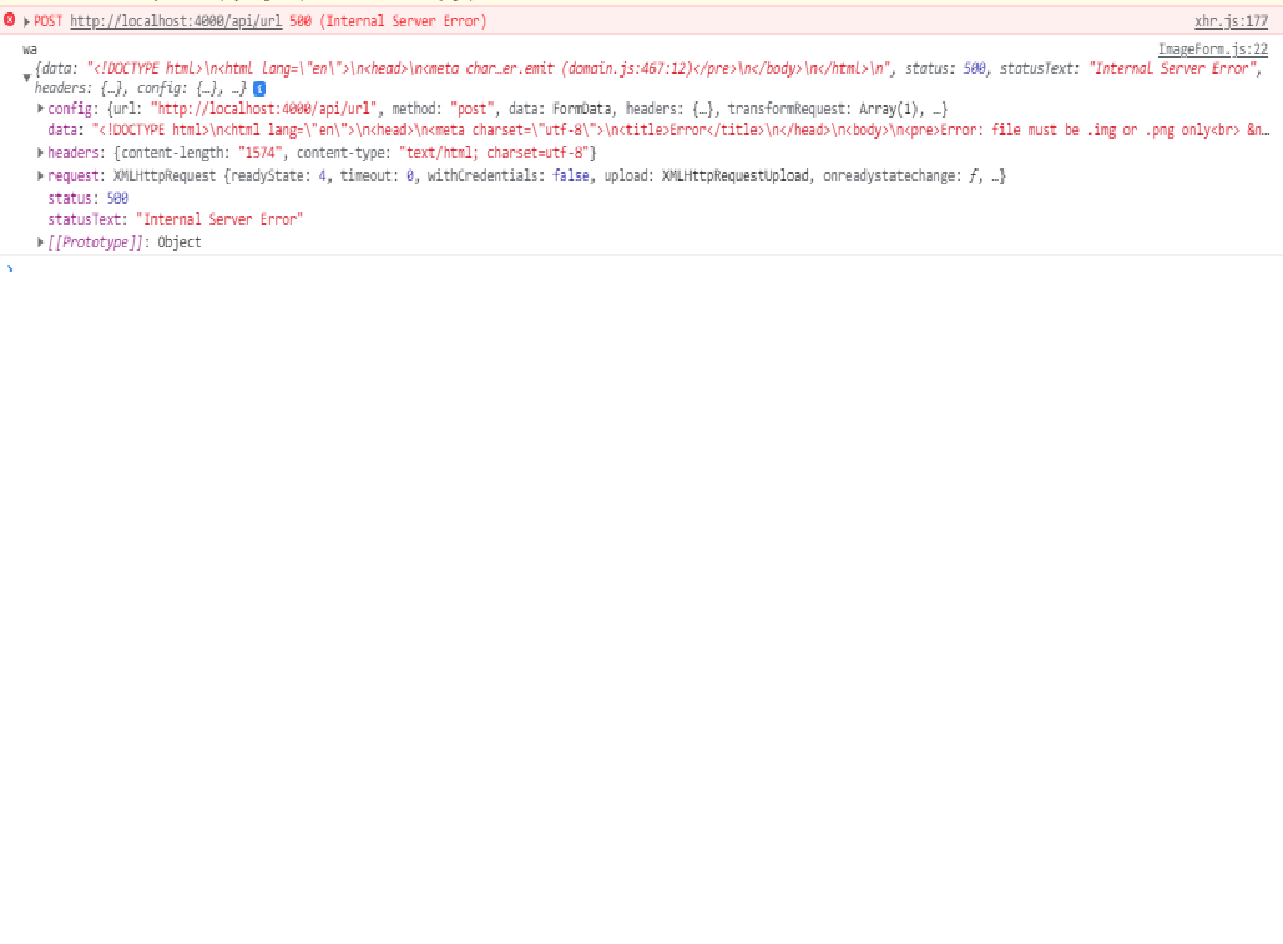 POST http://localhost:4000/api/url 500 (Internal Server Error) xhr.js:177
wa ImageForm.js:22
{data: "<!DOCTYPE html>\n<html lang=\"en\">\n<head>\n<meta char…er.emit (domain.js:467:12)</pre>\n</body>\n</html>\n", status: 500, statusText: "Internal Server Error",
headers: {…}, config: {…}, …} i
config: {url: "http://localhost:4000/api/url", method: "post", data: FormData, headers: {…}, transformRequest: Array(1), …}
data: "<!DOCTYPE html>\n<html lang=\"en\">\n<head>\n<meta charset=\"utf-8\">\n<title>Error</title>\n</head>\n<body>\n<pre>Error: file must be .img or .png only<br> &n…
headers: {content-length: "1574", content-type: "text/html; charset=utf-8"}
request: XMLHttpRequest {readyState: 4, timeout: 0, withCredentials: false, upload: XMLHttpRequestUpload, onreadystatechange: ƒ, …}
status: 500
statusText: "Internal Server Error"
[[Prototype]]: Object